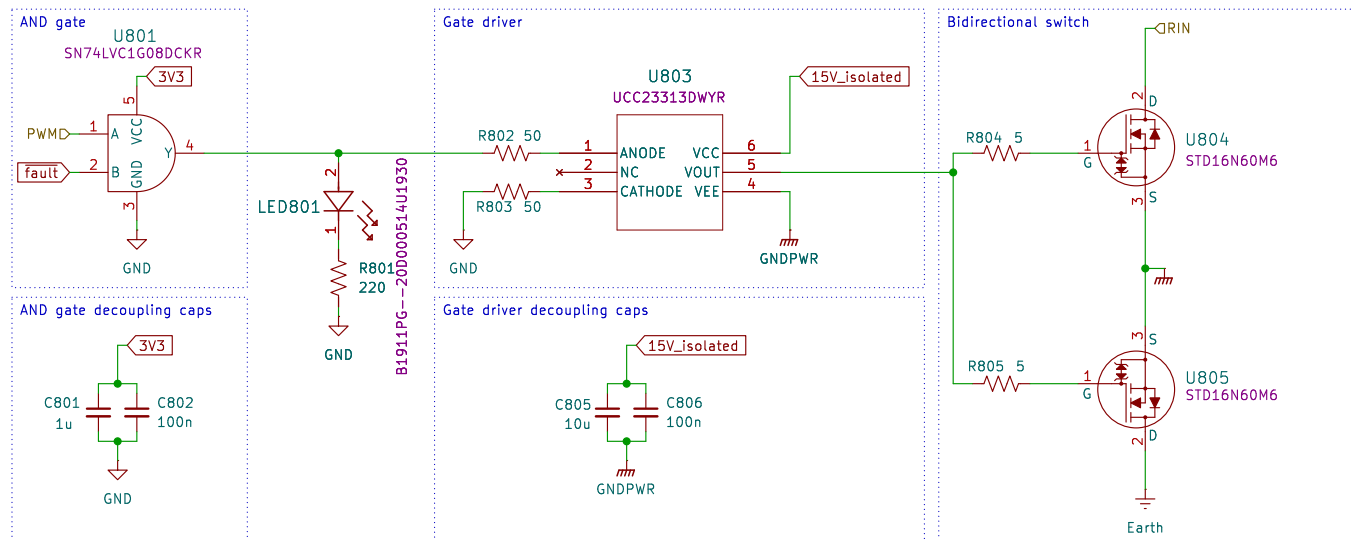 AND gate
U801
SN74LVC1G08DCKR
3V3
5
VCC
PWM
1
A
Y
4
fault
2
B
GND
3
GND
2
LED801
1
R801
220
GND
B1911PG--20D000514U1930
AND gate decoupling caps
3V3
C801
1u
C802
100n
GND
Gate driver
U803
UCC23313DWYR
15V_isolated
R802 50
1
ANODE
VCC
6
2
NC
VOUT
5
3
CATHODE
VEE
4
R803 50
GND
GNDPWR
Gate driver decoupling caps
15V_isolated
C805
10u
C806
100n
GNDPWR
Bidirectional switch
RIN
2
D
R804 5
1
G
U804
STD16N60M6
3
S
3
S
R805 5
1
G
U805
STD16N60M6
2
D
Earth